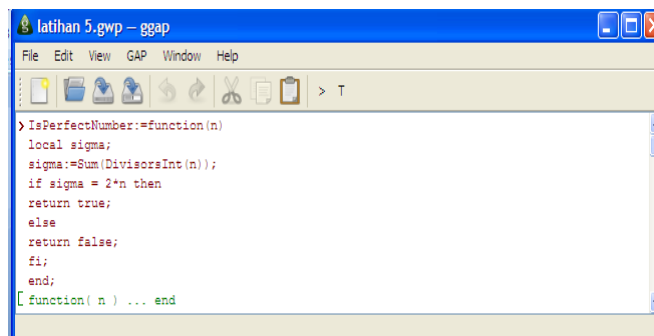 latihan 5.gwp — ggap
File Edit View GAP Window Help
> T
> IsPerfectNumber:=function(n)
local sigma;
sigma:=Sum(DivisorsInt(n));
if sigma = 2*n then
return true;
else
return false;
fi;
end;
function( n ) ... end